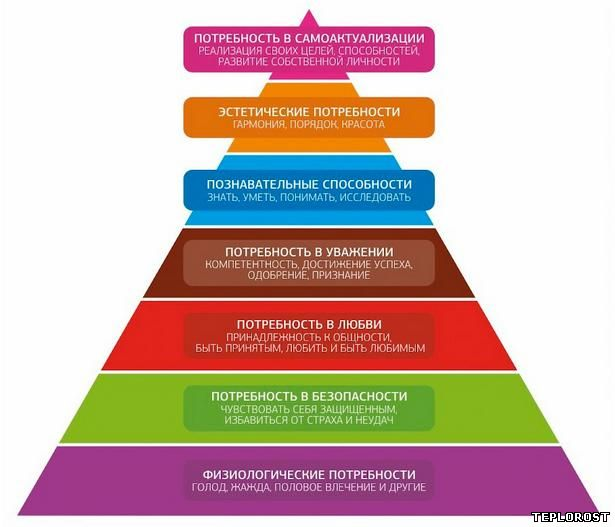 ПОТРЕБНОСТЬ В САМОАКТУАЛИЗАЦИИ
РЕАЛИЗАЦИЯ СВОИХ ЦЕЛЕЙ, СПОСОБНОСТЕЙ,
РАЗВИТИЕ СОБСТВЕННОЙ ЛИЧНОСТИ
ЭСТЕТИЧЕСКИЕ ПОТРЕБНОСТИ
ГАРМОНИЯ, ПОРЯДОК, КРАСОТА
ПОЗНАВАТЕЛЬНЫЕ СПОСОБНОСТИ
ЗНАТЬ, УМЕТЬ, ПОНИМАТЬ, ИССЛЕДОВАТЬ
ПОТРЕБНОСТЬ В УВАЖЕНИИ
КОМПЕТЕНТНОСТЬ, ДОСТИЖЕНИЕ УСПЕХА,
ОДОБРЕНИЕ, ПРИЗНАНИЕ
ПОТРЕБНОСТЬ В ЛЮБВИ
ПРИНАДЛЕЖНОСТЬ К ОБЩНОСТИ,
БЫТЬ ПРИНЯТЫМ, ЛЮБИТЬ И БЫТЬ ЛЮБИМЫМ
ПОТРЕБНОСТЬ В БЕЗОПАСНОСТИ
ЧУВСТВОВАТЬ СЕБЯ ЗАЩИЩЕННЫМ,
ИЗБАВИТЬСЯ ОТ СТРАХА И НЕУДАЧ
ФИЗИОЛОГИЧЕСКИЕ ПОТРЕБНОСТИ
ГОЛОД, ЖАЖДА, ПОЛОВОЕ ВЛЕЧЕНИЕ И ДРУГИЕ
TEPLOROST